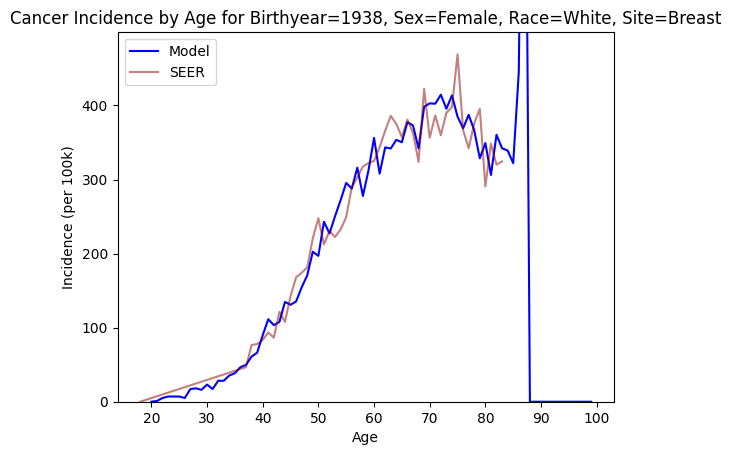 Cancer Incidence by Age for Birthyear=1938, Sex=Female, Race=White, Site=Breast
Model
SEER
Incidence (per 100k)
400
300
200
100
0
20 30 40 50 60 70 80 90 100
Age